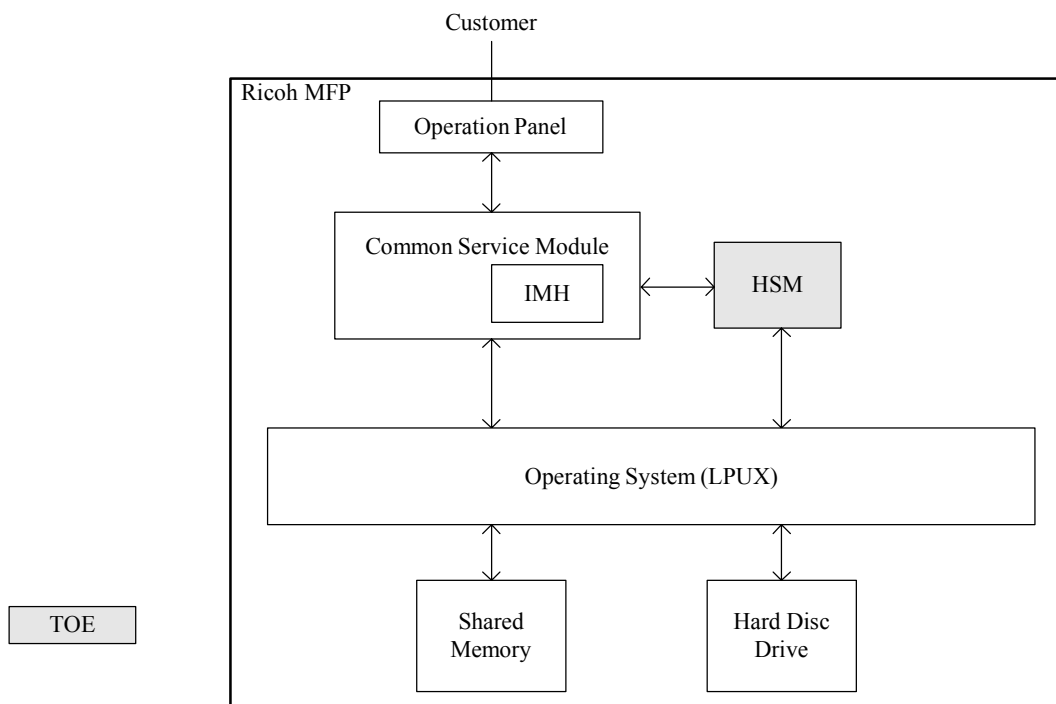 Customer
Ricoh MFP
Operation Panel
Common Service Module
IMH
HSM
Operating System (LPUX)
Shared
Memory
Hard Disc
Drive
TOE